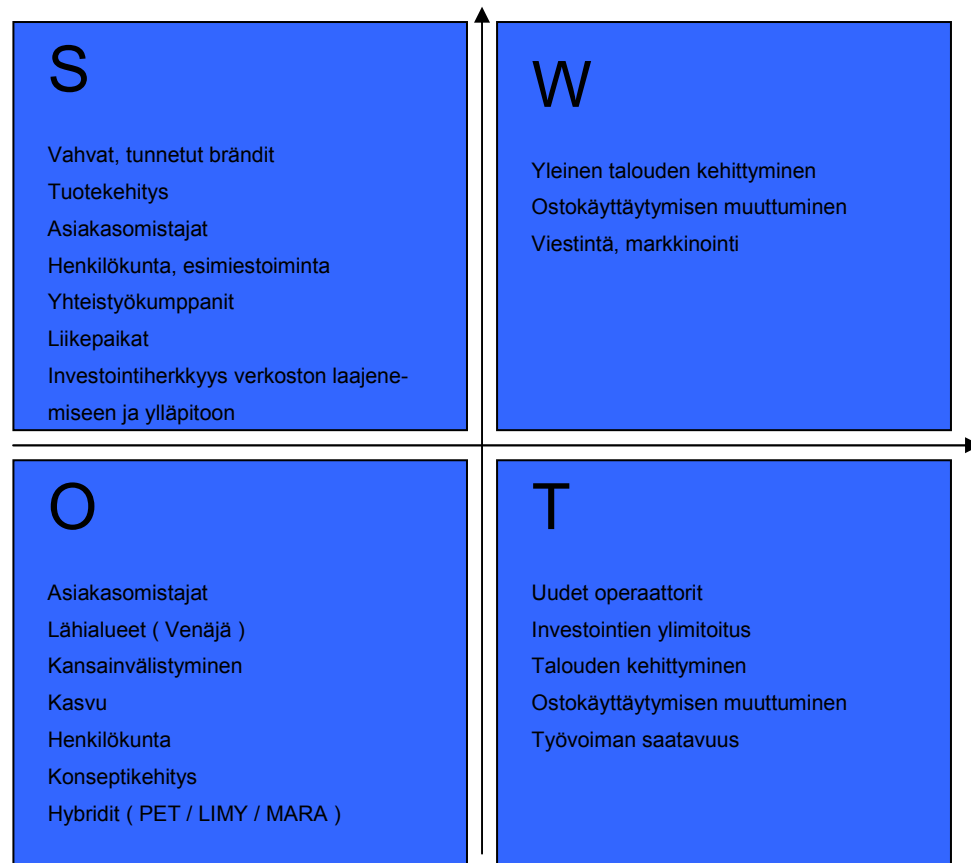 S
Vahvat, tunnetut brändit
Tuotekehitys
Asiakasomistajat
Henkilökunta, esimiestoiminta
Yhteistyökumppanit
Liikepaikat
Investointiherkkyys verkoston laajene-
miseen ja ylläpitoon
W
Yleinen talouden kehittyminen
Ostokäyttäytymisen muuttuminen
Viestintä, markkinointi
O
Asiakasomistajat
Lähialueet ( Venäjä )
Kansainvälistyminen
Kasvu
Henkilökunta
Konseptikehitys
Hybridit ( PET / LIMY / MARA )
T
Uudet operaattorit
Investointien ylimitoitus
Talouden kehittyminen
Ostokäyttäytymisen muuttuminen
Työvoiman saatavuus